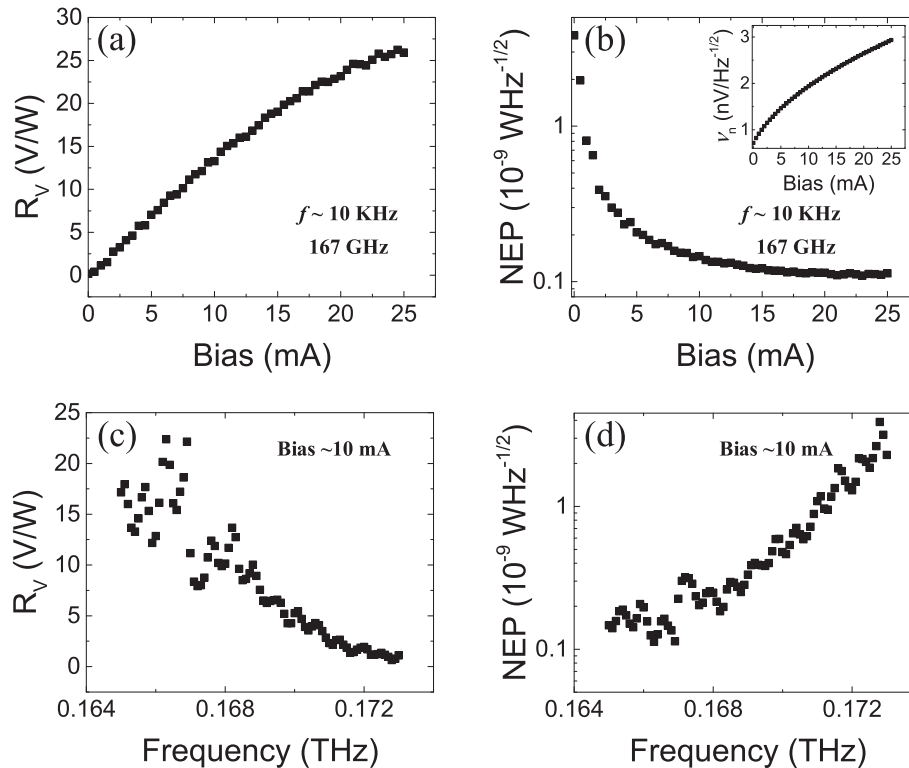 (a)
R_V (V/W)
30
25
20
15
10
5
0
f ~ 10 KHz
167 GHz
0 5 10 15 20 25
Bias (mA)
(b)
NEP (10^-9 WHz^-1/2)
1
0.1
ν_n (nV/Hz^-1/2)
3
2
1
0 5 10 15 20 25
Bias (mA)
f ~ 10 KHz
167 GHz
0 5 10 15 20 25
Bias (mA)
(c)
R_V (V/W)
25
20
15
10
5
0
Bias ~10 mA
0.164 0.168 0.172
Frequency (THz)
(d)
NEP (10^-9 WHz^-1/2)
1
0.1
Bias ~10 mA
0.164 0.168 0.172
Frequency (THz)